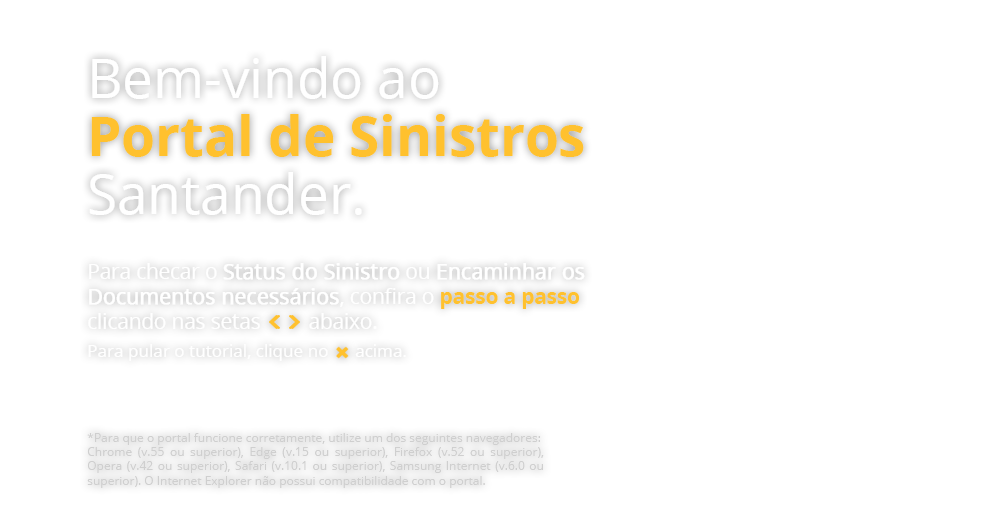 Bem-vindo ao
Portal de Sinistros
Santander.
Para checar o Status do Sinistro ou Encaminhar os
Documentos necessários, confira o passo a passo
clicando nas setas < > abaixo.
Para pular o tutorial, clique no ✖ acima.
*Para que o portal funcione corretamente, utilize um dos seguintes navegadores:
Chrome (v.55 ou superior), Edge (v.15 ou superior), Firefox (v.52 ou superior),
Opera (v.42 ou superior), Safari (v.10.1 ou superior), Samsung Internet (v.6.0 ou
superior). O Internet Explorer não possui compatibilidade com o portal.